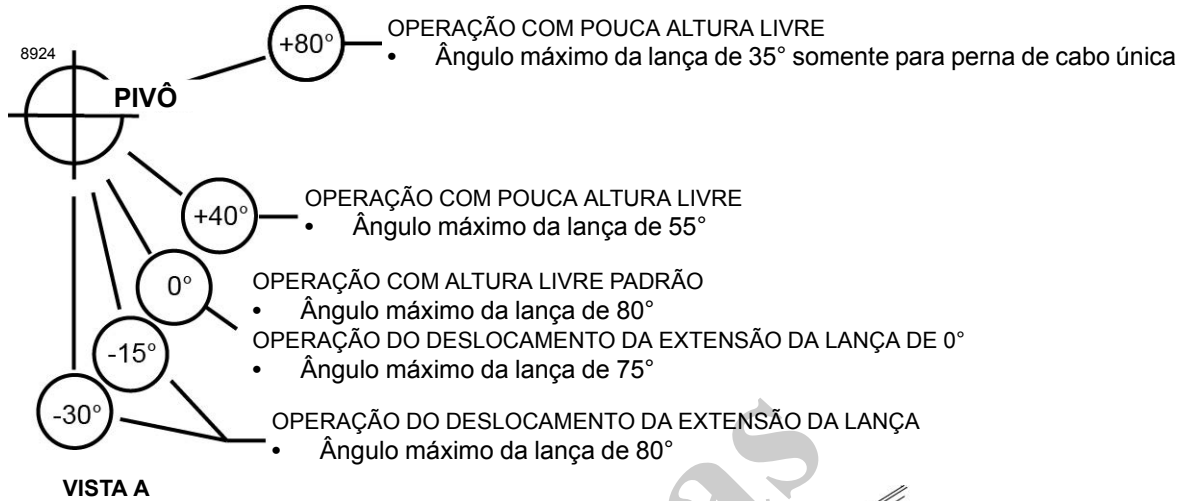 +80°
OPERAÇÃO COM POUCA ALTURA LIVRE
• Ângulo máximo da lança de 35° somente para perna de cabo única
8924
PIVÔ
+40°
OPERAÇÃO COM POUCA ALTURA LIVRE
• Ângulo máximo da lança de 55°
0°
OPERAÇÃO COM ALTURA LIVRE PADRÃO
• Ângulo máximo da lança de 80°
OPERAÇÃO DO DESLOCAMENTO DA EXTENSÃO DA LANÇA DE 0°
• Ângulo máximo da lança de 75°
-15°
-30°
OPERAÇÃO DO DESLOCAMENTO DA EXTENSÃO DA LANÇA
• Ângulo máximo da lança de 80°
VISTA A
as